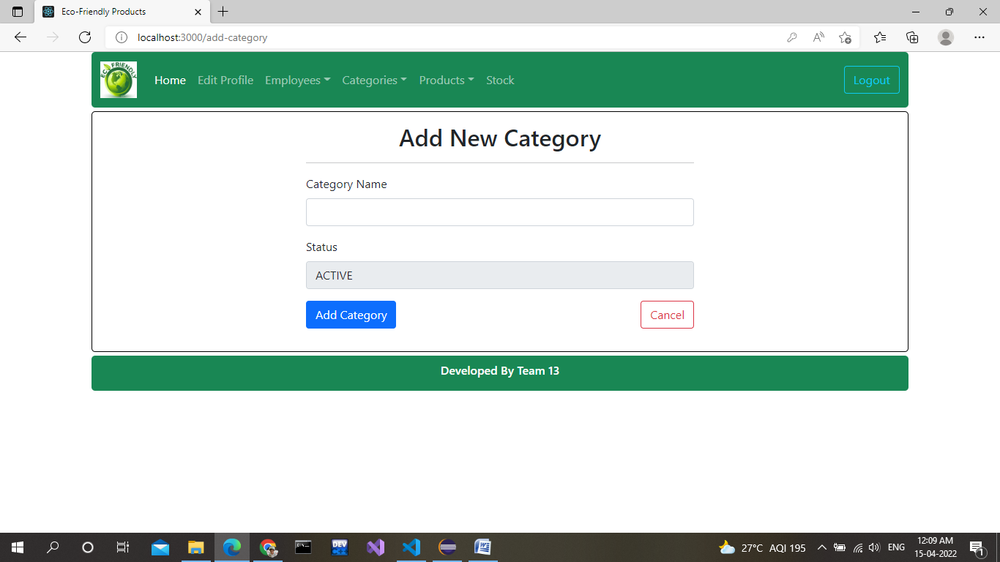 Eco-Friendly Products
localhost:3000/add-category
ECO FRIENDLY
Home Edit Profile Employees Categories Products Stock Logout
Add New Category
Category Name
Status
ACTIVE
Add Category Cancel
Developed By Team 13
DEV
27°C AQI 195 ENG 12:09 AM
15-04-2022
1